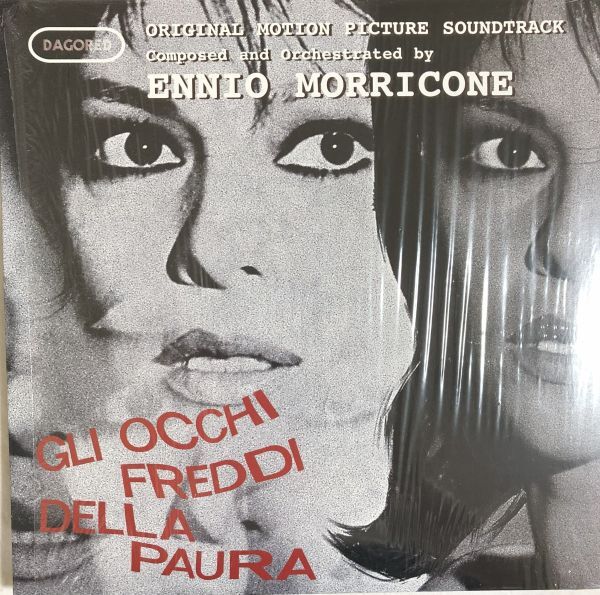 DAGORED
ORIGINAL MOTION PICTURE SOUNDTRACK
Composed and Orchestrated by
ENNIO MORRICONE
GLI OCCHI
FREDDI
DELLA
PAURA